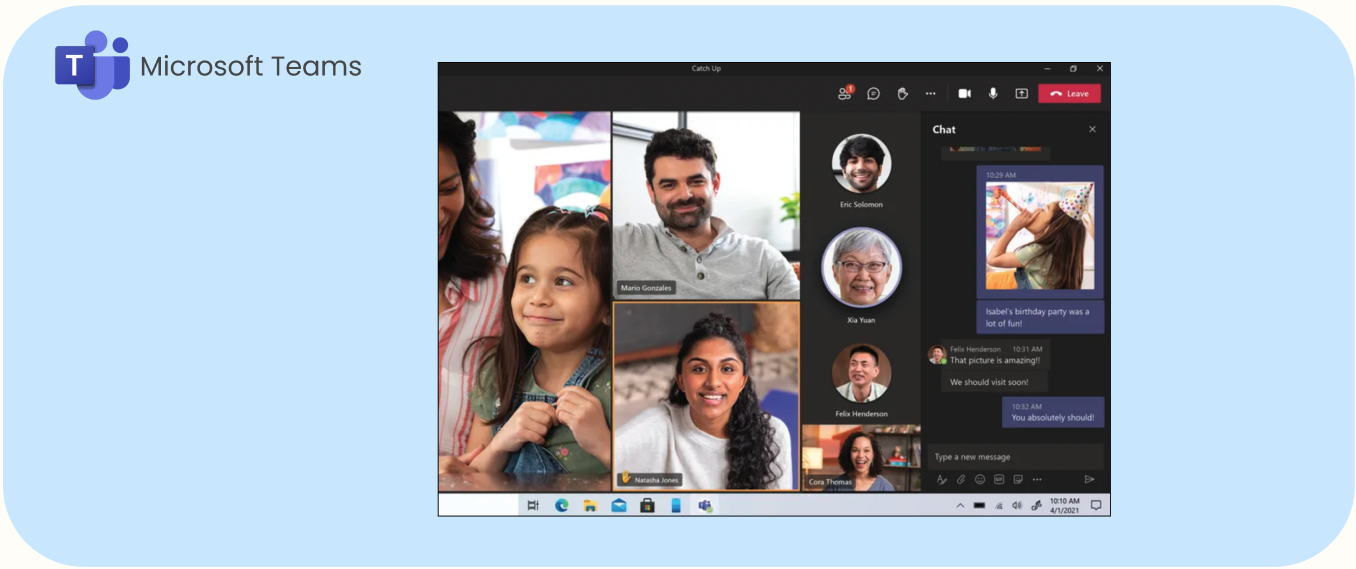 T
Microsoft Teams
Catch Up
1
Leave
Mario Gonzales
Natasha Jones
Eric Solomon
Xia Yuan
Felix Henderson
Cora Thomas
Chat
10:29 AM
Isabel's birthday party was a
lot of fun!
Felix Henderson 10:31 AM
That picture is amazing!!
We should visit soon!
10:32 AM
You absolutely should!
Type a new message
GIF
10:10 AM
4/1/2021